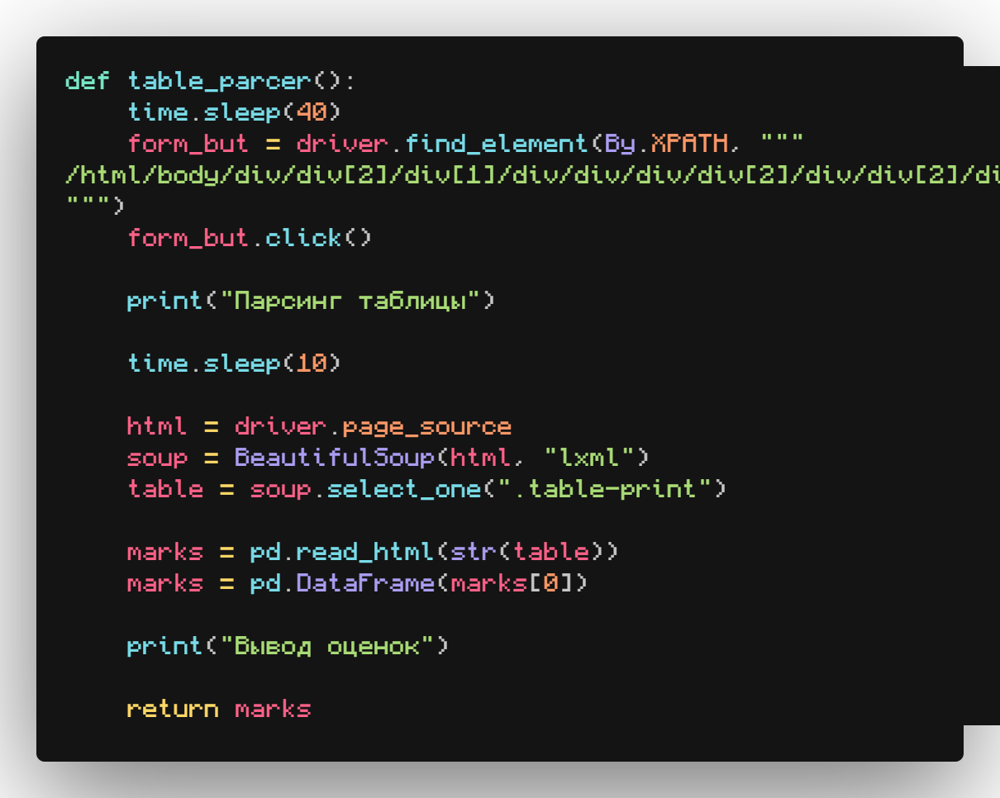 def table_parcer():
    time.sleep(40)
    form_but = driver.find_element(By.XPATH, """
/html/body/div/div[2]/div[1]/div/div/div/div[2]/div/div[2]/di
""")
    form_but.click()
    print("Парсинг таблицы")
    time.sleep(10)
    html = driver.page_source
    soup = BeautifulSoup(html, "lxml")
    table = soup.select_one(".table-print")
    marks = pd.read_html(str(table))
    marks = pd.DataFrame(marks[0])
    print("Вывод оценок")
    return marks